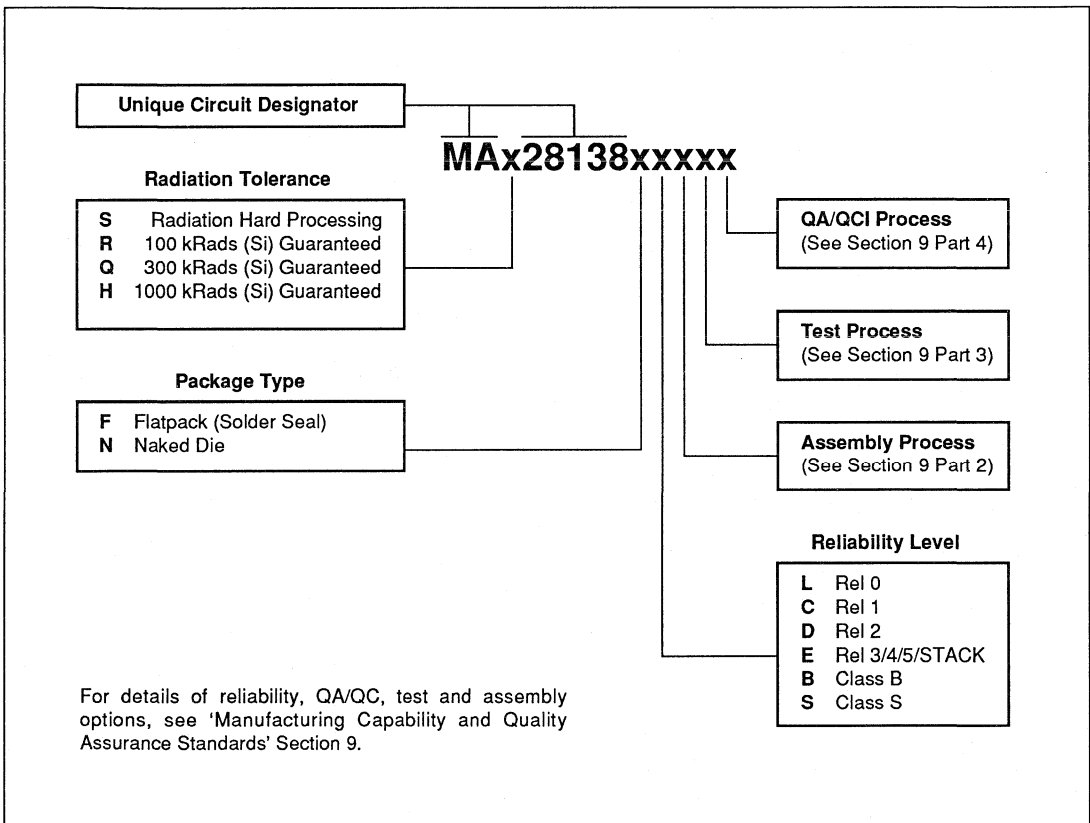 Unique Circuit Designator
MAx28138xxxxx
Radiation Tolerance
S Radiation Hard Processing
R 100 kRads (Si) Guaranteed
Q 300 kRads (Si) Guaranteed
H 1000 kRads (Si) Guaranteed
Package Type
F Flatpack (Solder Seal)
N Naked Die
QA/QCI Process
(See Section 9 Part 4)
Test Process
(See Section 9 Part 3)
Assembly Process
(See Section 9 Part 2)
Reliability Level
L Rel 0
C Rel 1
D Rel 2
E Rel 3/4/5/STACK
B Class B
S Class S
For details of reliability, QA/QC, test and assembly
options, see ‘Manufacturing Capability and Quality
Assurance Standards’ Section 9.